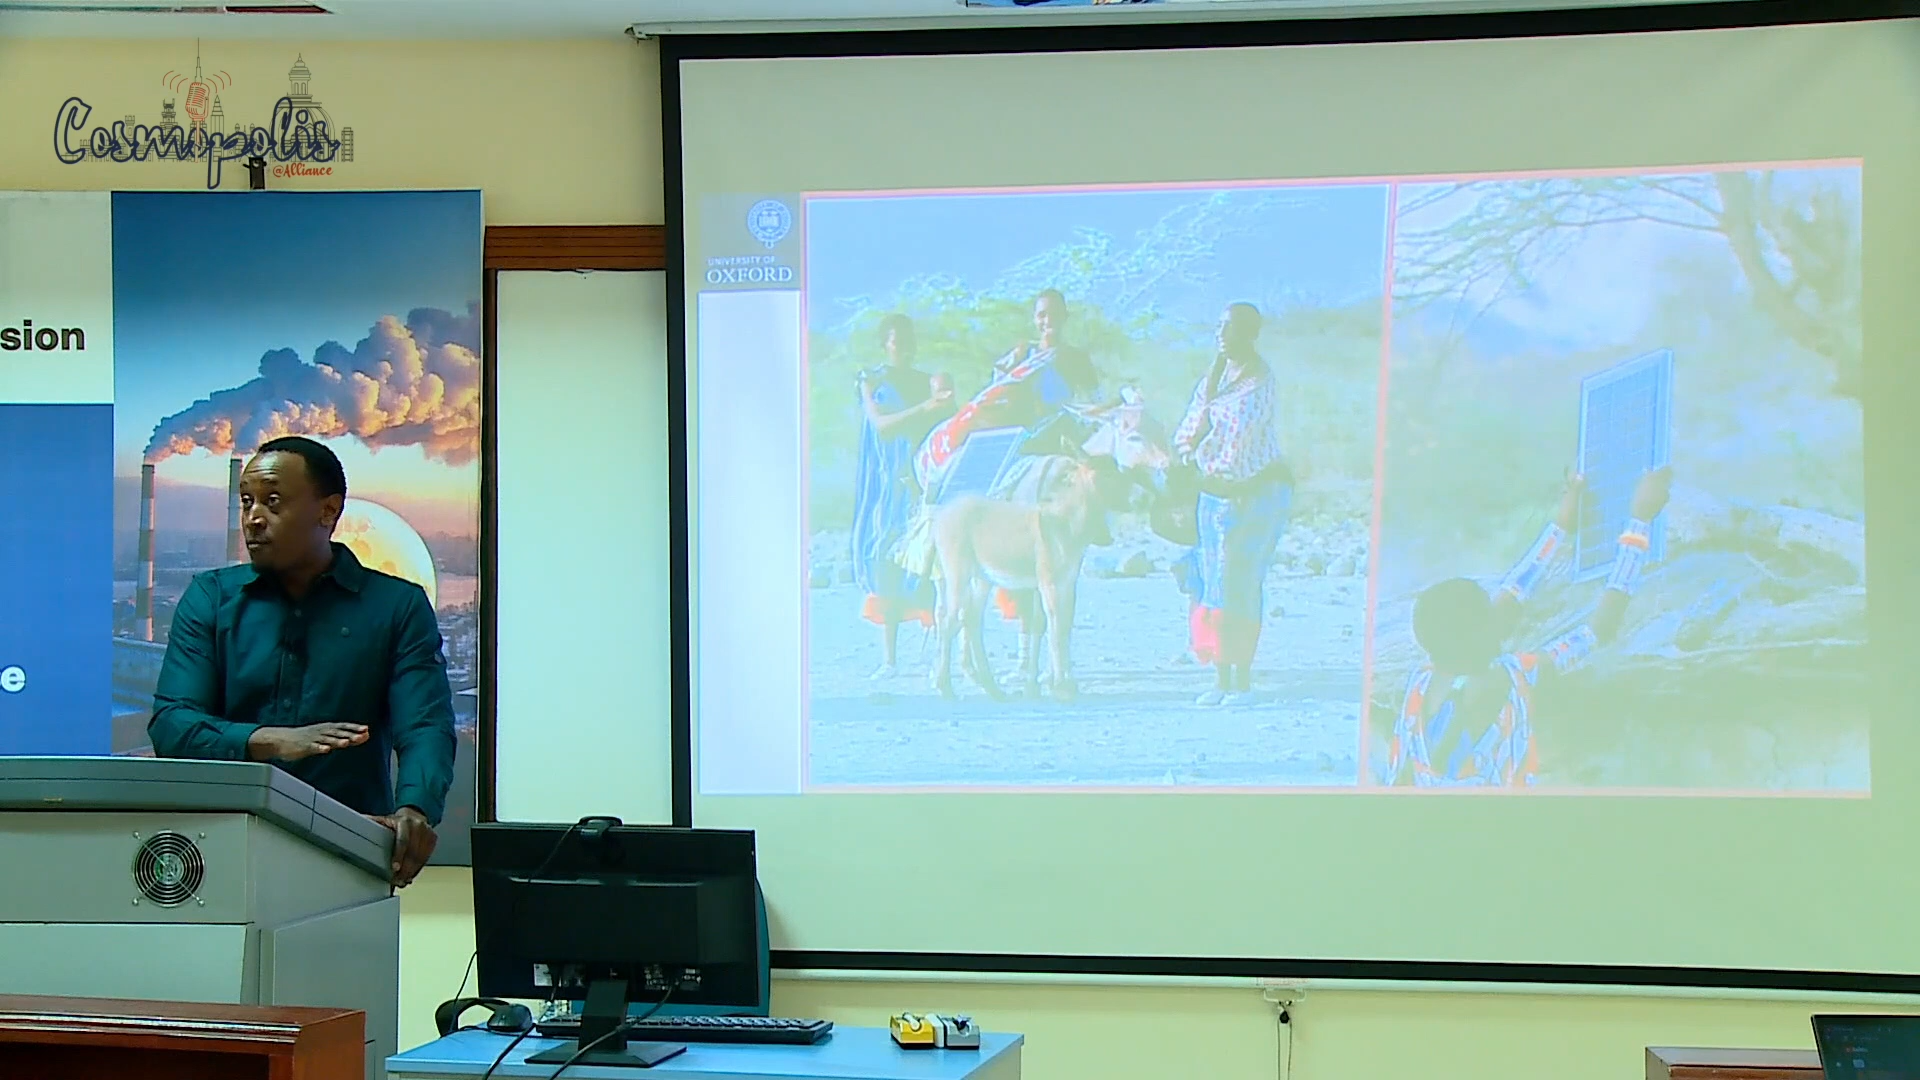 Cosmopolis
@Alliance
sion
e
UNIVERSITY OF
OXFORD